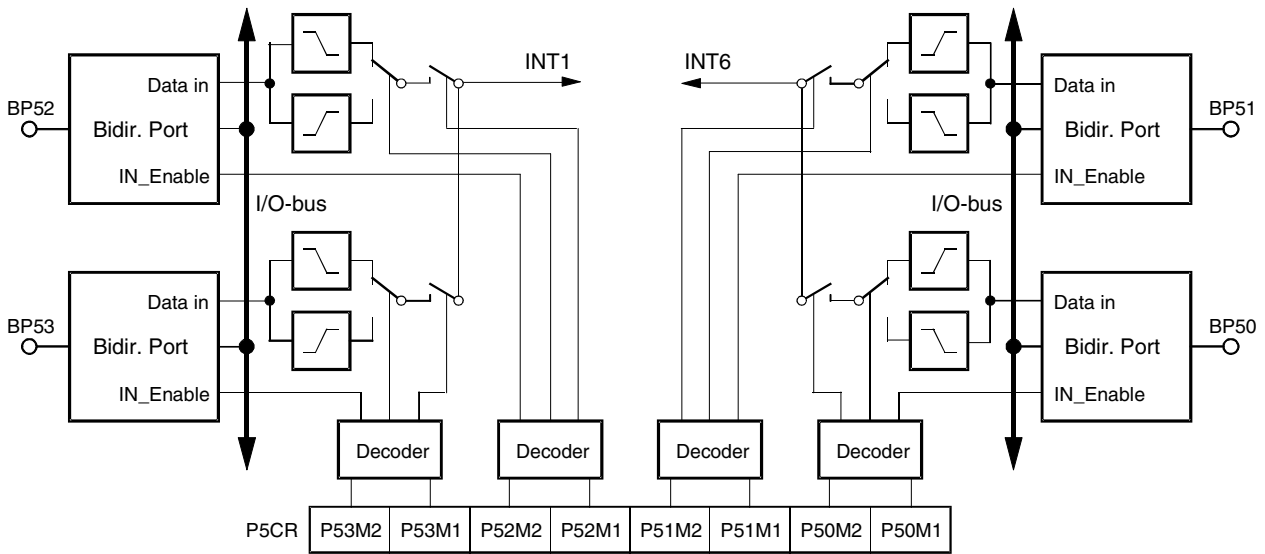 INT1
INT6
Data in
Data in
BP52
BP51
Bidir. Port
Bidir. Port
IN_Enable
IN_Enable
I/O-bus
I/O-bus
Data in
Data in
BP53
BP50
Bidir. Port
Bidir. Port
IN_Enable
IN_Enable
Decoder
Decoder
Decoder
Decoder
P5CR P53M2 P53M1 P52M2 P52M1 P51M2 P51M1 P50M2 P50M1